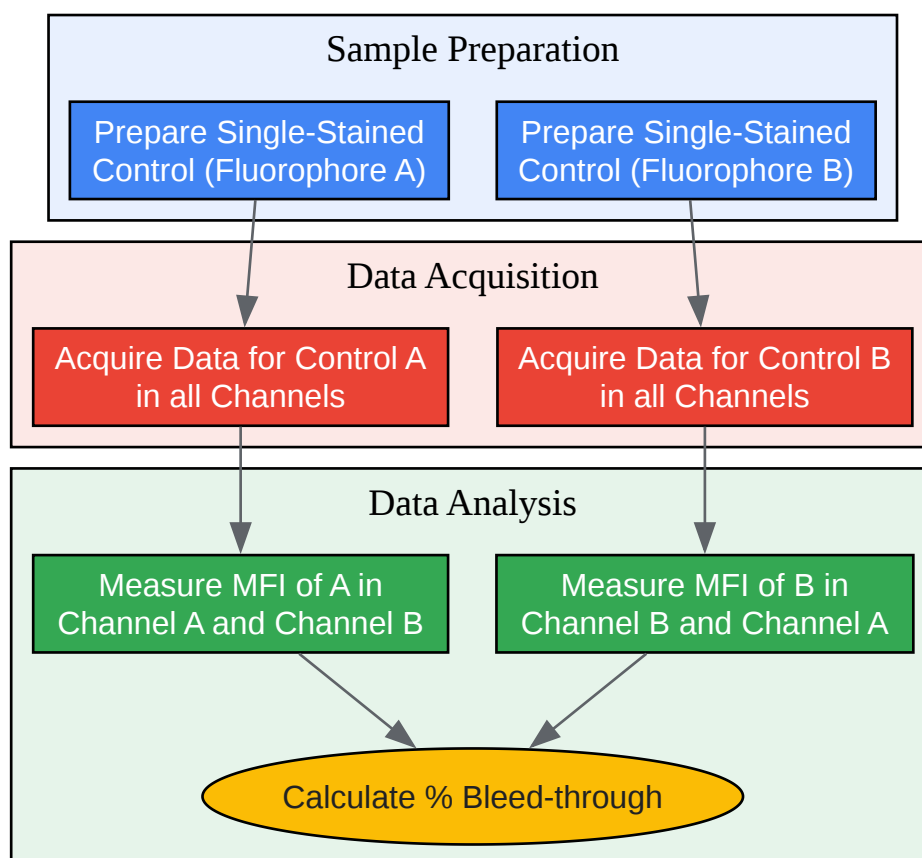 Sample Preparation
Prepare Single-Stained
Control (Fluorophore A)
Prepare Single-Stained
Control (Fluorophore B)
Data Acquisition
Acquire Data for Control A
in all Channels
Acquire Data for Control B
in all Channels
Data Analysis
Measure MFI of A in
Channel A and Channel B
Measure MFI of B in
Channel B and Channel A
Calculate % Bleed-through